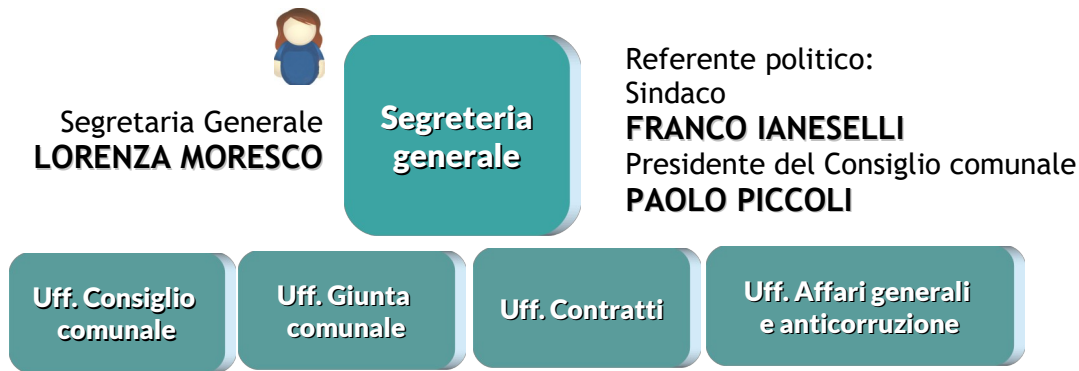 Segretaria Generale
LORENZA MORESCO
Segreteria
generale
Referente politico:
Sindaco
FRANCO IANESELLI
Presidente del Consiglio comunale
PAOLO PICCOLI
Uff. Consiglio
comunale
Uff. Giunta
comunale
Uff. Contratti
Uff. Affari generali
e anticorruzione